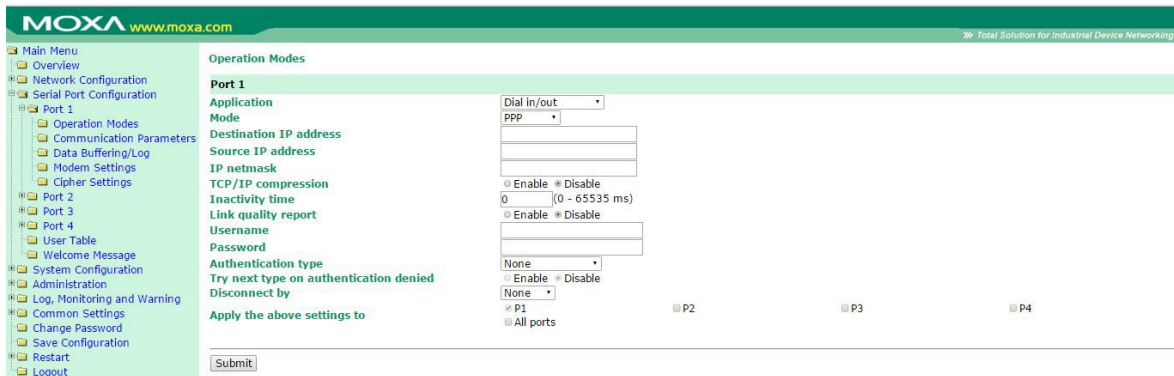 MOXA www.moxa.com
Total Solution for Industrial Device Networking
Main Menu
Overview
Network Configuration
Serial Port Configuration
Port 1
Operation Modes
Communication Parameters
Data Buffering/Log
Modem Settings
Cipher Settings
Port 2
Port 3
Port 4
User Table
Welcome Message
System Configuration
Administration
Log, Monitoring and Warning
Common Settings
Change Password
Save Configuration
Restart
Logout
Operation Modes
Port 1
Application Dial in/out
Mode PPP
Destination IP address
Source IP address
IP netmask
TCP/IP compression Enable Disable
Inactivity time 0 (0 - 65535 ms)
Link quality report Enable Disable
Username
Password
Authentication type None
Try next type on authentication denied Enable Disable
Disconnect by None
Apply the above settings to P1 P2 P3 P4
All ports
Submit